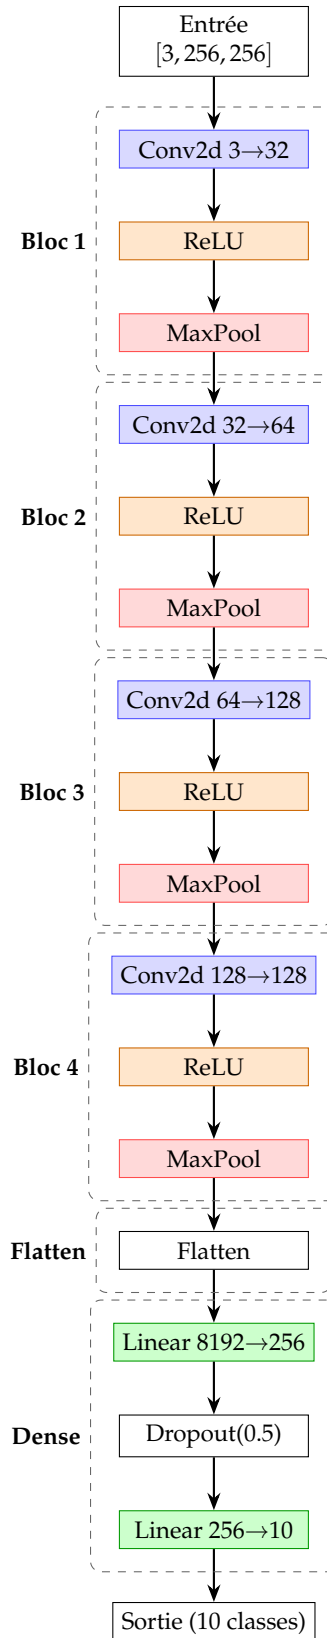 Entrée
[3, 256, 256]
Conv2d 3→32
Bloc 1
ReLU
MaxPool
Conv2d 32→64
Bloc 2
ReLU
MaxPool
Conv2d 64→128
Bloc 3
ReLU
MaxPool
Conv2d 128→128
Bloc 4
ReLU
MaxPool
Flatten
Flatten
Linear 8192→256
Dense
Dropout(0.5)
Linear 256→10
Sortie (10 classes)